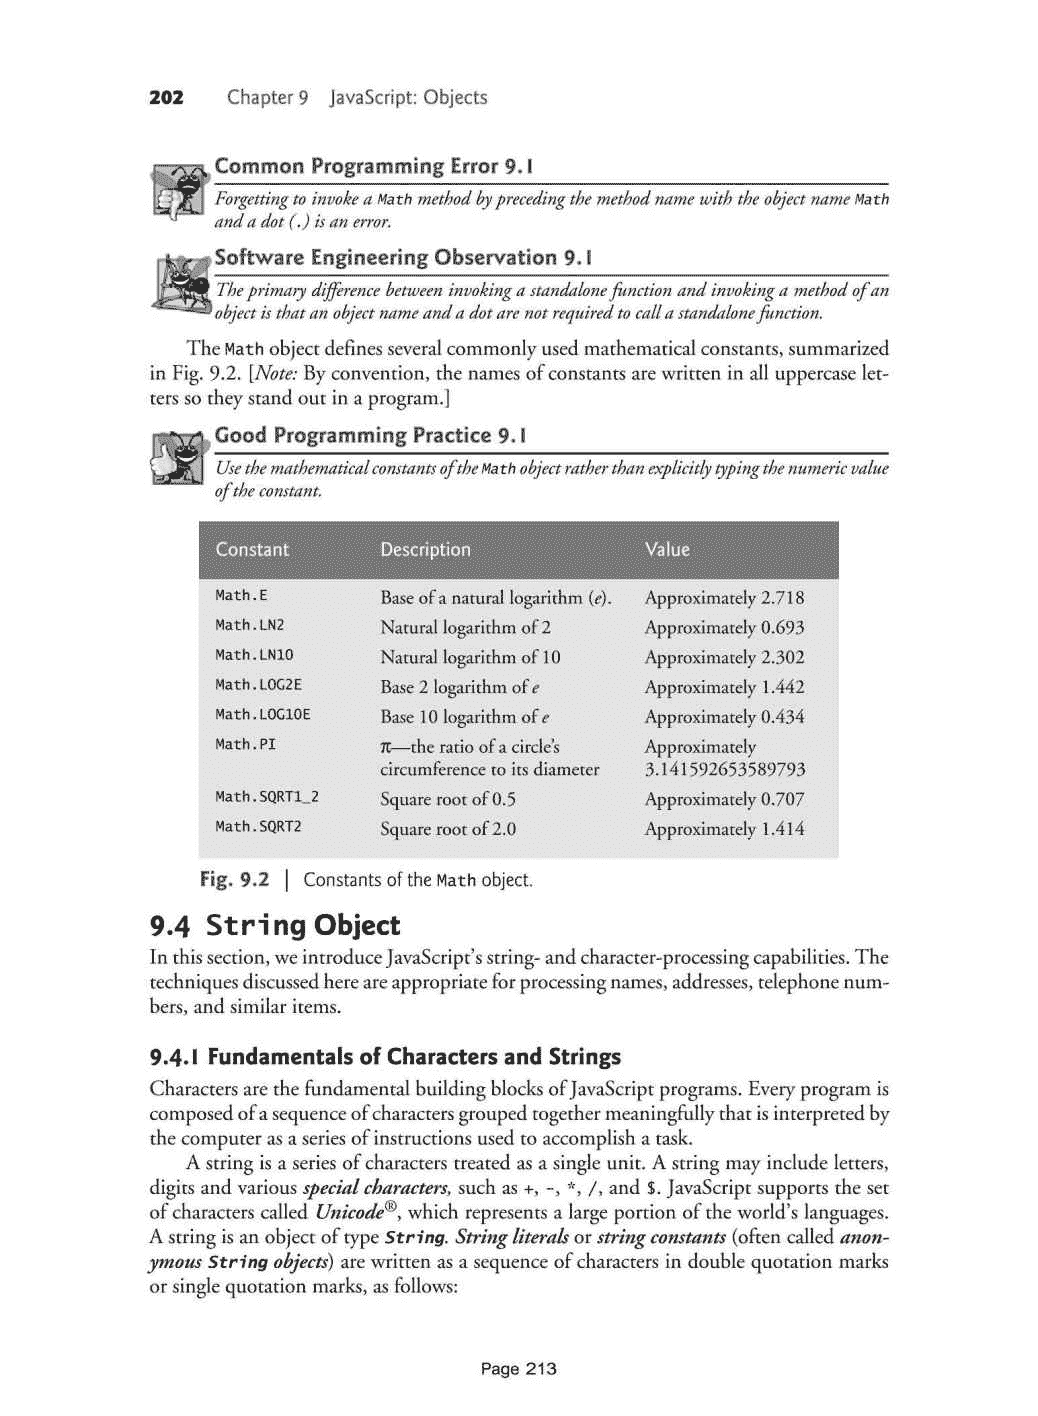 202 Chapter 9 JavaScript: Objects
Common Programming Error 9.1
Forgetting to invoke a Math method by preceding the method name with the object name Math
and a dot (.) is an error.
Software Engineering Observation 9.1
The primary difference between invoking a standalone function and invoking a method of an
object is that an object name and a dot are not required to call a standalone function.
The Math object defines several commonly used mathematical constants, summarized
in Fig. 9.2. [Note: By convention, the names of constants are written in all uppercase let-
ters so they stand out in a program.]
Good Programming Practice 9.1
Use the mathematical constants of the Math object rather than explicitly typing the numeric value
of the constant.
Constant Description Value
Math.E Base of a natural logarithm (e). Approximately 2.718
Math.LN2 Natural logarithm of 2 Approximately 0.693
Math.LN10 Natural logarithm of 10 Approximately 2.302
Math.LOG2E Base 2 logarithm of e Approximately 1.442
Math.LOG10E Base 10 logarithm of e Approximately 0.434
Math.PI π—the ratio of a circle's Approximately
circumference to its diameter 3.141592653589793
Math.SQRT1_2 Square root of 0.5 Approximately 0.707
Math.SQRT2 Square root of 2.0 Approximately 1.414
Fig. 9.2 | Constants of the Math object.
9.4 String Object
In this section, we introduce JavaScript's string- and character-processing capabilities. The
techniques discussed here are appropriate for processing names, addresses, telephone num-
bers, and similar items.
9.4.1 Fundamentals of Characters and Strings
Characters are the fundamental building blocks of JavaScript programs. Every program is
composed of a sequence of characters grouped together meaningfully that is interpreted by
the computer as a series of instructions used to accomplish a task.
A string is a series of characters treated as a single unit. A string may include letters,
digits and various special characters, such as +, -, *, /, and $. JavaScript supports the set
of characters called Unicode®, which represents a large portion of the world's languages.
A string is an object of type String. String literals or string constants (often called anon-
ymous String objects) are written as a sequence of characters in double quotation marks
or single quotation marks, as follows:
Page 213